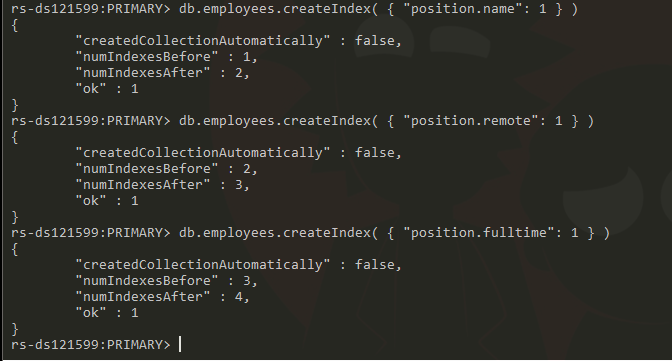 rs-ds121599:PRIMARY> db.employees.createIndex( { "position.name": 1 } )
{
        "createdCollectionAutomatically" : false,
        "numIndexesBefore" : 1,
        "numIndexesAfter" : 2,
        "ok" : 1
}
rs-ds121599:PRIMARY> db.employees.createIndex( { "position.remote": 1 } )
{
        "createdCollectionAutomatically" : false,
        "numIndexesBefore" : 2,
        "numIndexesAfter" : 3,
        "ok" : 1
}
rs-ds121599:PRIMARY> db.employees.createIndex( { "position.fulltime": 1 } )
{
        "createdCollectionAutomatically" : false,
        "numIndexesBefore" : 3,
        "numIndexesAfter" : 4,
        "ok" : 1
}
rs-ds121599:PRIMARY>